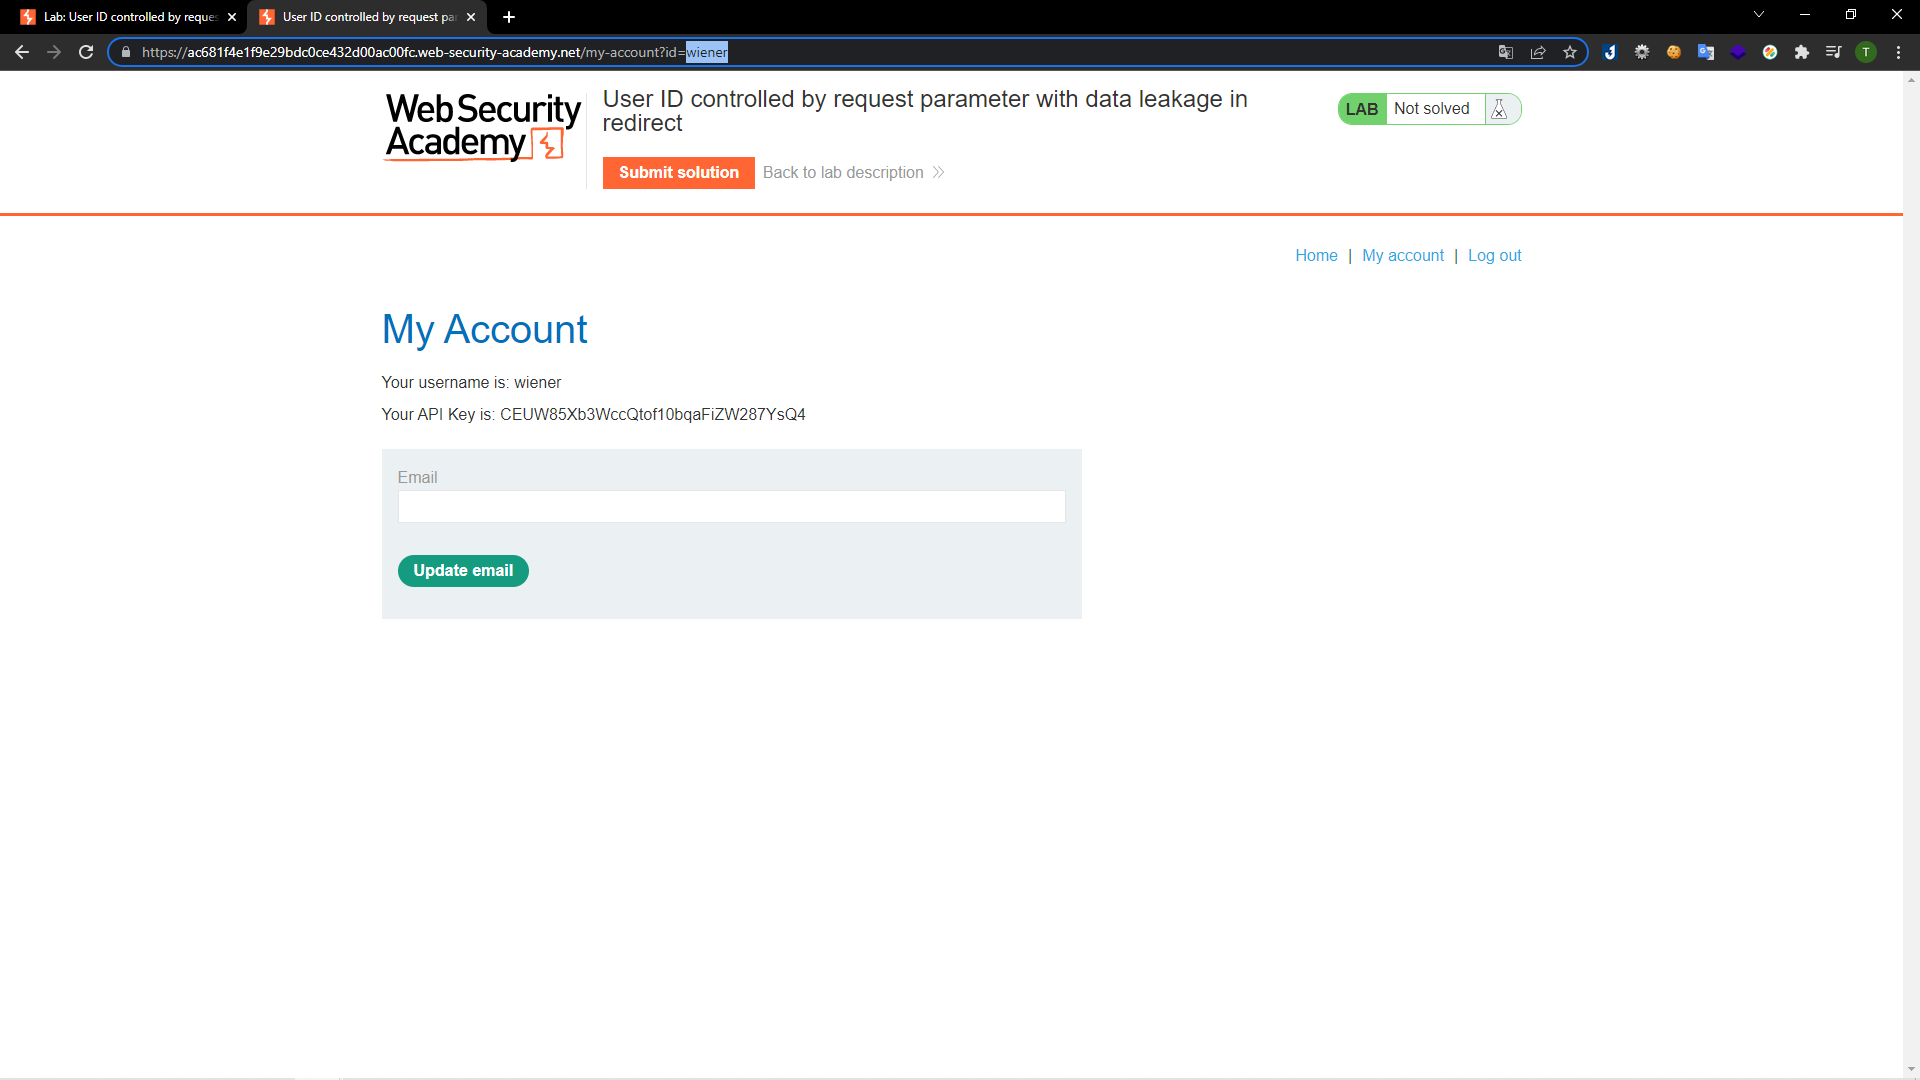 Lab: User ID controlled by reques
User ID controlled by request par
https://ac681f4e1f9e29bdc0ce432d00ac00fc.web-security-academy.net/my-account?id=wiener
T
Web Security
Academy
User ID controlled by request parameter with data leakage in
redirect
LAB Not solved
Submit solution
Back to lab description
Home | My account | Log out
My Account
Your username is: wiener
Your API Key is: CEUW85Xb3WccQtof10bqaFiZW287YsQ4
Email
Update email